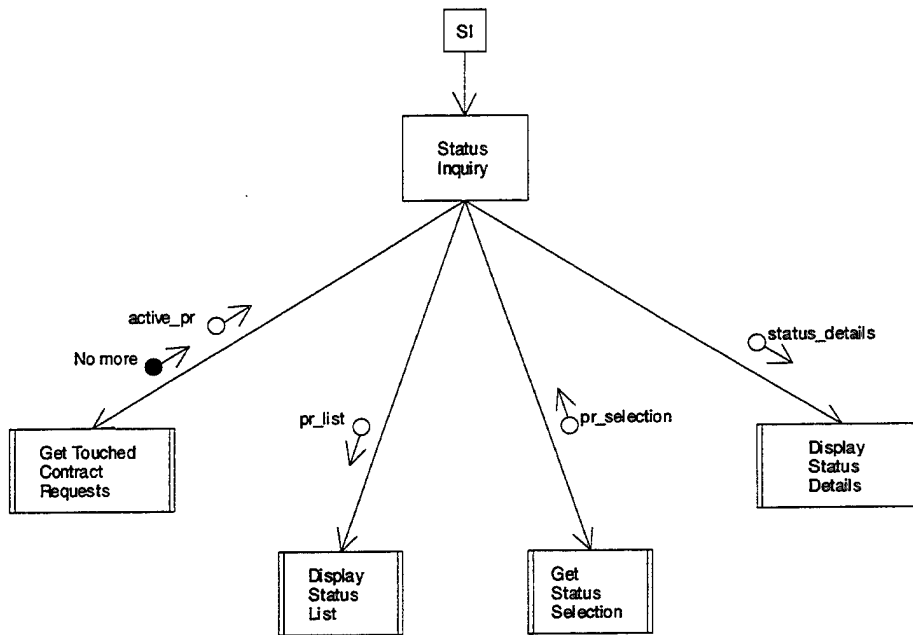 SI
Status
Inquiry
active_pr
No more
status_details
pr_list
pr_selection
Get Touched
Contract
Requests
Display
Status
Details
Display
Status
List
Get
Status
Selection